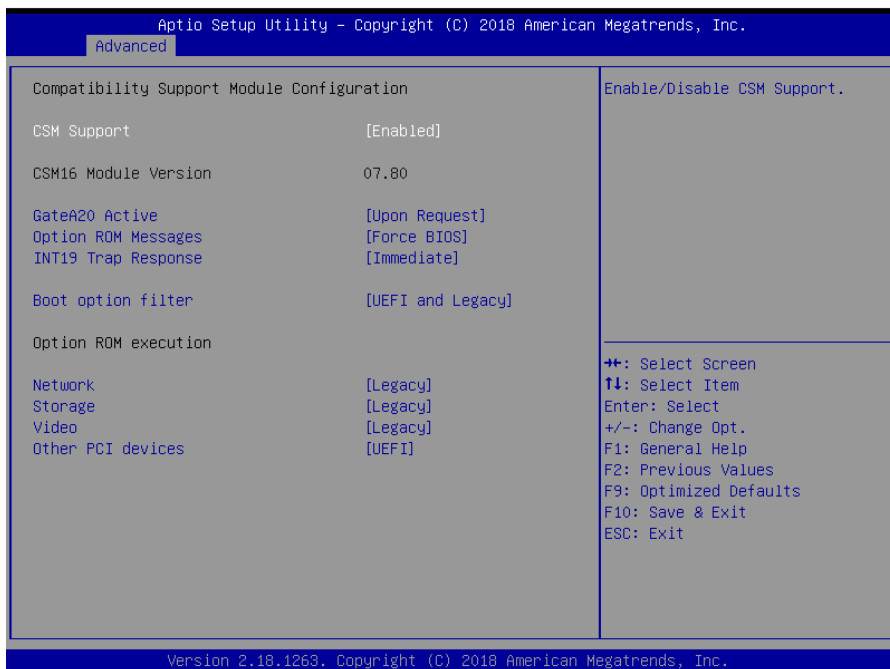 Aptio Setup Utility – Copyright (C) 2018 American Megatrends, Inc.
Advanced
Compatibility Support Module Configuration
CSM Support [Enabled]
CSM16 Module Version 07.80
GateA20 Active [Upon Request]
Option ROM Messages [Force BIOS]
INT19 Trap Response [Immediate]
Boot option filter [UEFI and Legacy]
Option ROM execution
Network [Legacy]
Storage [Legacy]
Video [Legacy]
Other PCI devices [UEFI]
Enable/Disable CSM Support.
→←: Select Screen
↑↓: Select Item
Enter: Select
+/-: Change Opt.
F1: General Help
F2: Previous Values
F9: Optimized Defaults
F10: Save & Exit
ESC: Exit
Version 2.18.1263. Copyright (C) 2018 American Megatrends, Inc.